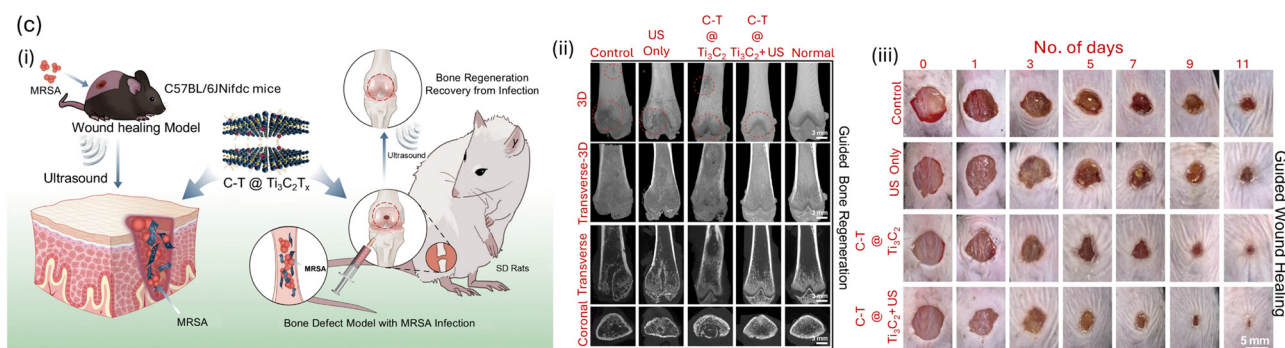 (c)
(i)
MRSA
C57BL/6JNifdc mice
Wound healing Model
Ultrasound
C-T @ Ti₃C₂Tₓ
MRSA
Bone Regeneration
Recovery from Infection
Ultrasound
MRSA
SD Rats
Bone Defect Model with MRSA Infection
(ii)
Control
US
Only
C-T
@
Ti₃C₂
C-T
@
Ti₃C₂+US
Normal
3D
3 mm
Transverse-3D
3 mm
Transverse
3 mm
Coronal
3 mm
Guided Bone Regeneration
(iii)
No. of days
0 1 3 5 7 9 11
Control
US Only
C-T
@
Ti₃C₂
C-T
@
Ti₃C₂+US
5 mm
Guided Wound Healing